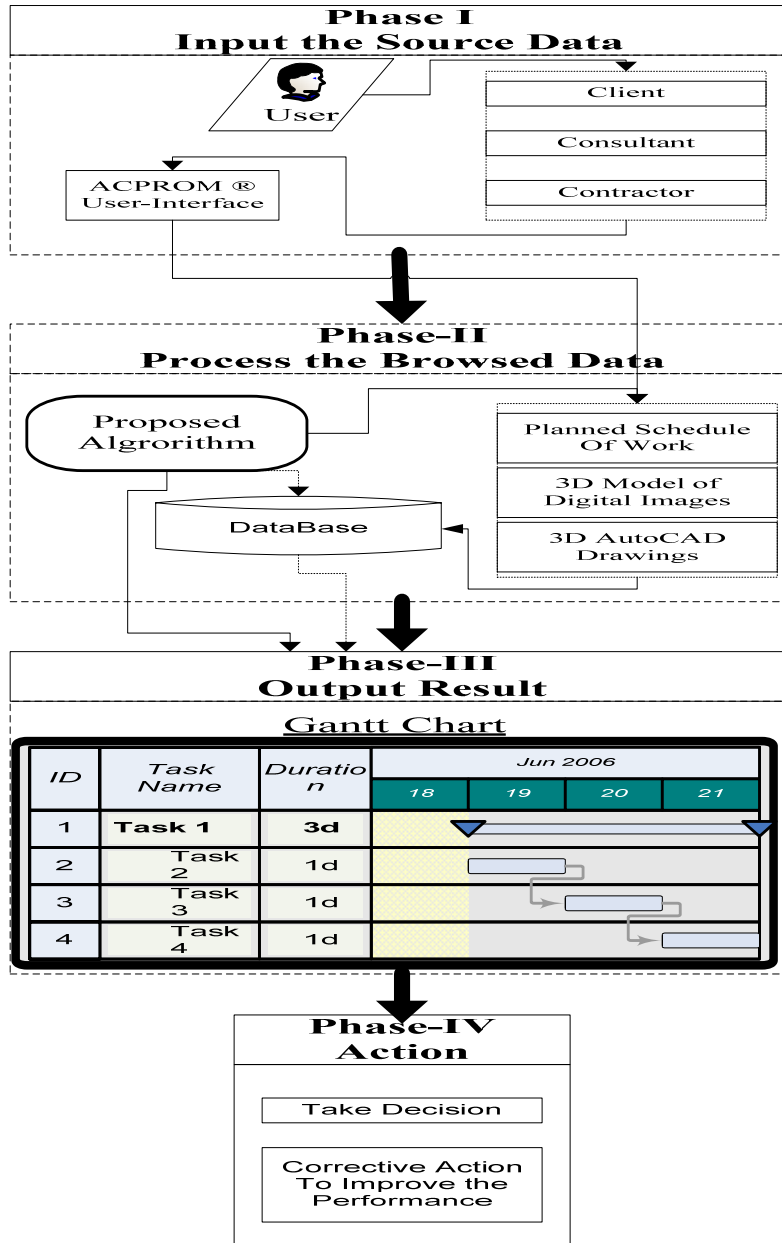 Phase I
Input the Source Data
User
Client
Consultant
Contractor
ACPROM ®
User-Interface
Phase-II
Process the Browsed Data
Proposed
Algrorithm
DataBase
Planned Schedule
Of Work
3D Model of
Digital Images
3D AutoCAD
Drawings
Phase-III
Output Result
Gantt Chart
ID
Task
Name
Duratio
n
Jun 2006
18 19 20 21
1 Task 1 3d
2 Task
2 1d
3 Task
3 1d
4 Task
4 1d
Phase-IV
Action
Take Decision
Corrective Action
To Improve the
Performance